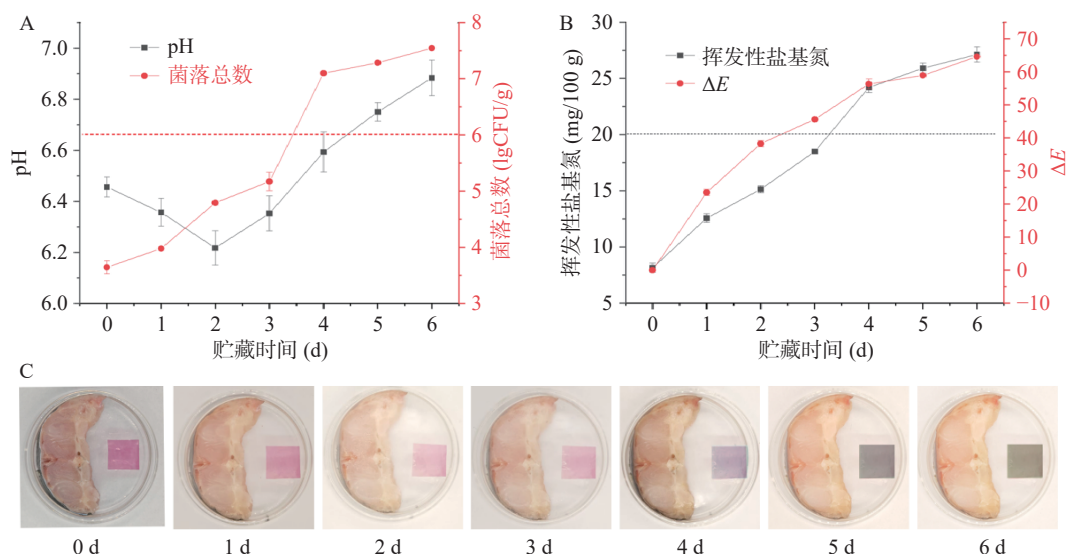 A
pH
菌落总数
7.0
6.8
6.6
6.4
6.2
6.0
pH
8
7
6
5
4
3
菌落总数 (lgCFU/g)
0 1 2 3 4 5 6
贮藏时间 (d)
B
挥发性盐基氮
ΔE
30
25
20
15
10
5
挥发性盐基氮 (mg/100 g)
70
60
50
40
30
20
10
0
−10
ΔE
0 1 2 3 4 5 6
贮藏时间 (d)
C
0 d 1 d 2 d 3 d 4 d 5 d 6 d